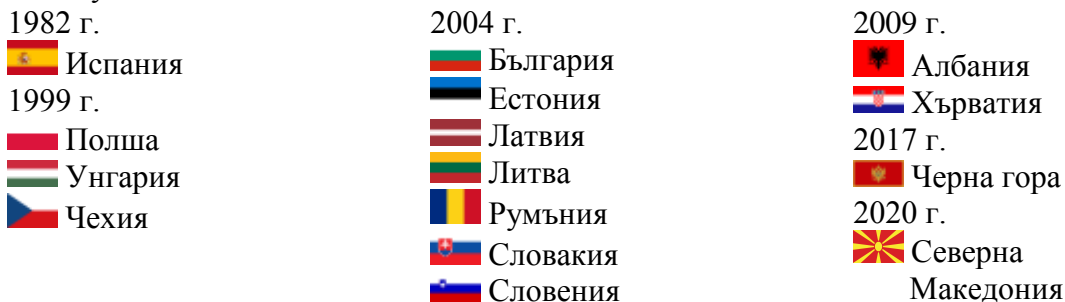 1982 г.
Испания
1999 г.
Полша
Унгария
Чехия
2004 г.
България
Естония
Латвия
Литва
Румъния
Словакия
Словения
2009 г.
Албания
Хърватия
2017 г.
Черна гора
2020 г.
Северна
Македония